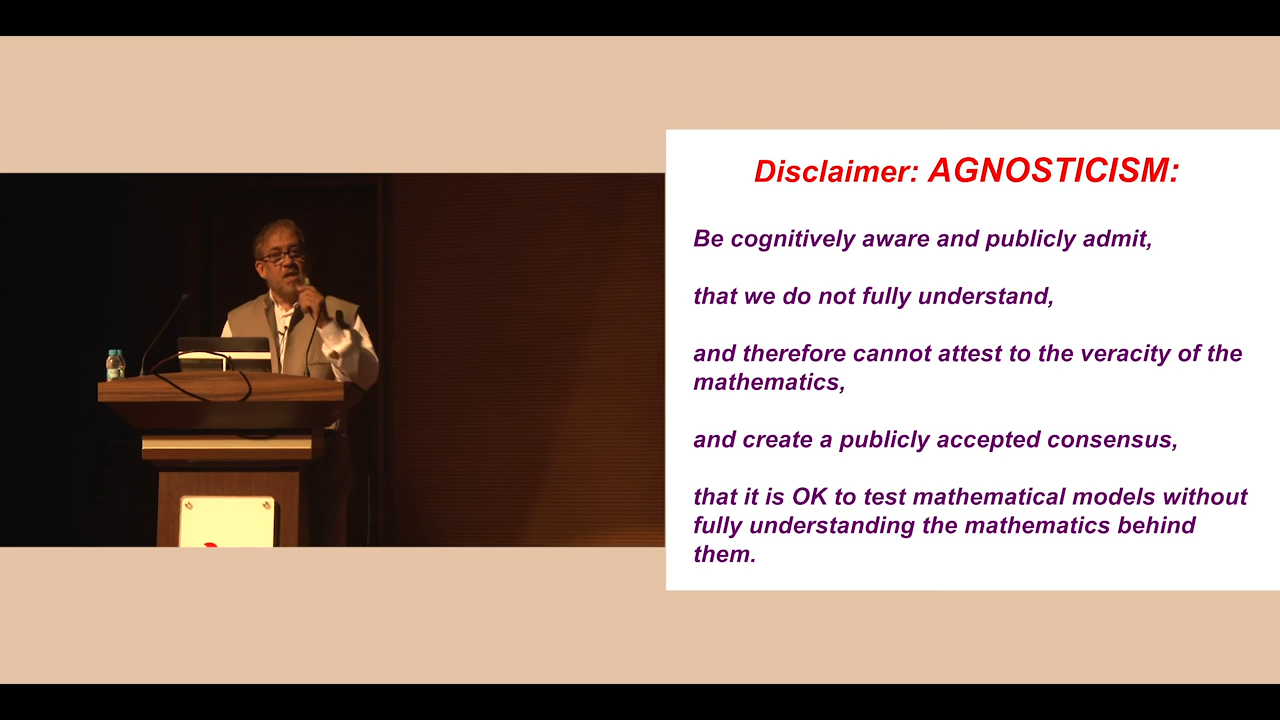 Disclaimer: AGNOSTICISM:
Be cognitively aware and publicly admit,
that we do not fully understand,
and therefore cannot attest to the veracity of the
mathematics,
and create a publicly accepted consensus,
that it is OK to test mathematical models without
fully understanding the mathematics behind
them.